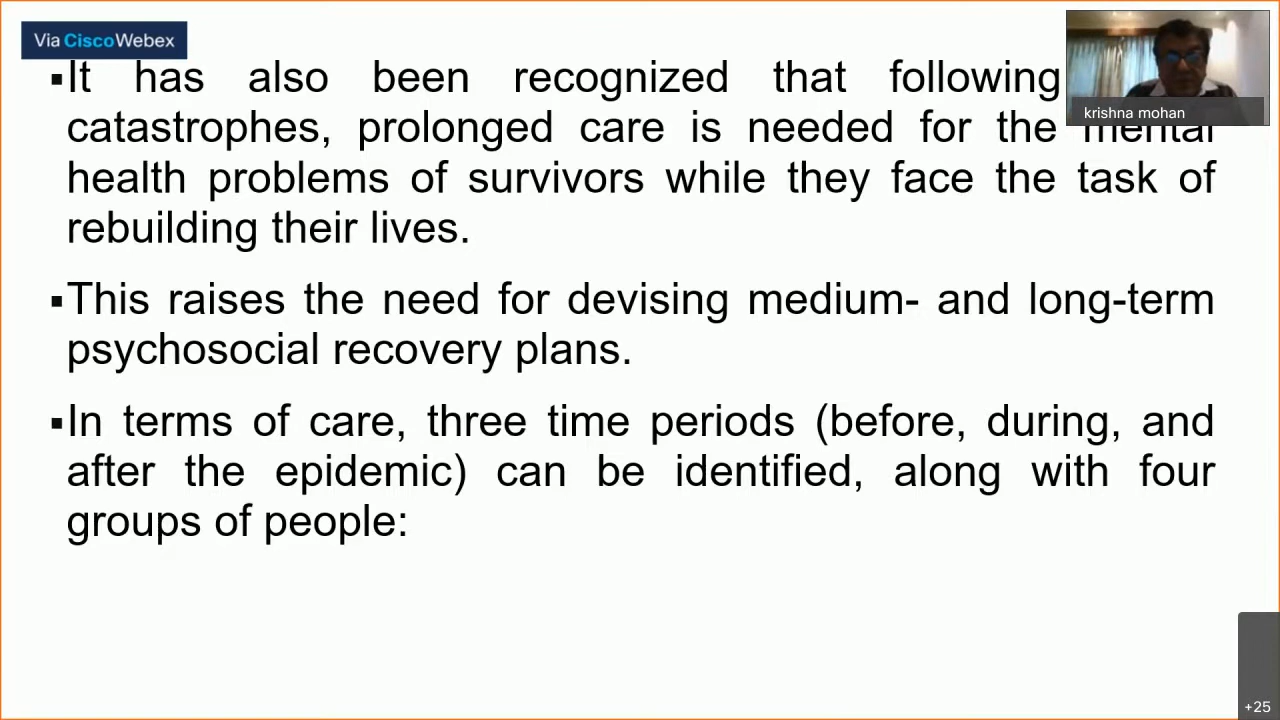 Via CiscoWebex
krishna mohan
▪It has also been recognized that following
catastrophes, prolonged care is needed for the mental
health problems of survivors while they face the task of
rebuilding their lives.
▪This raises the need for devising medium- and long-term
psychosocial recovery plans.
▪In terms of care, three time periods (before, during, and
after the epidemic) can be identified, along with four
groups of people:
+25